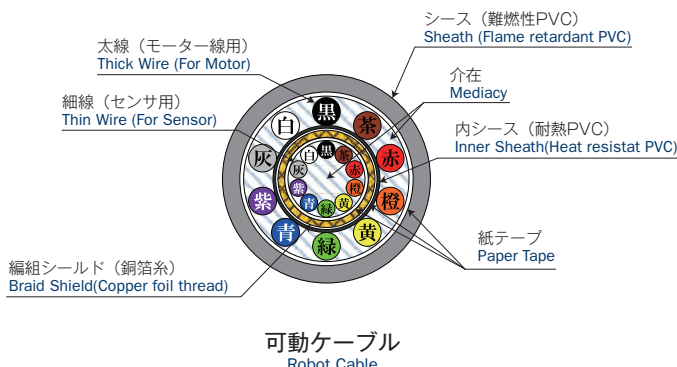 シース（難燃性PVC）
Sheath (Flame retardant PVC)
太線（モーター線用）
Thick Wire (For Motor)
介在
Mediacy
細線（センサ用）
Thin Wire (For Sensor)
内シース（耐熱PVC）
Inner Sheath(Heat resistat PVC)
黒
白
茶
灰
赤
紫
橙
青
黄
緑
黒
白
茶
灰
赤
紫
橙
青
黄
緑
紙テープ
Paper Tape
編組シールド（銅箔糸）
Braid Shield(Copper foil thread)
可動ケーブル
Robot Cable